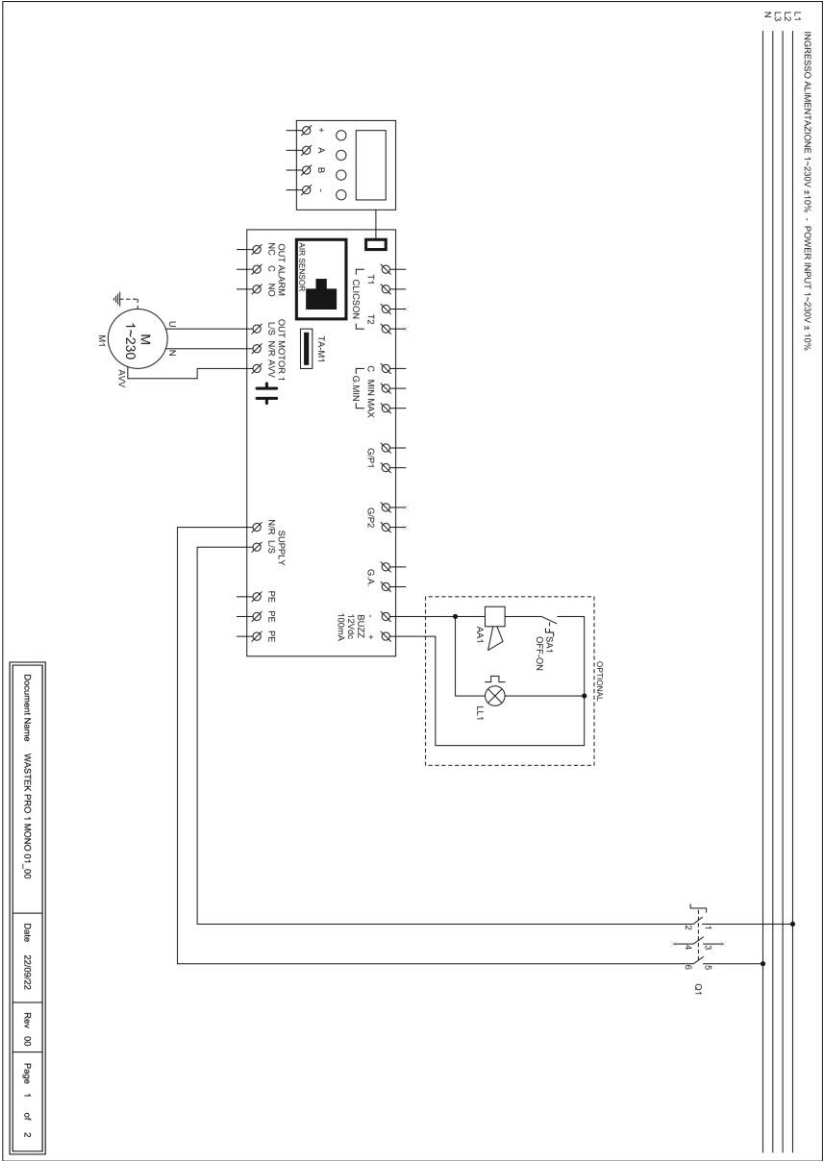 L1
L2
L3
N
INGRESSO ALIMENTAZIONE 1~230V ±10% - POWER INPUT 1~230V ± 10%
+ A B -
T1
T2
CLICSON
C MIN MAX
G.MIN
G/P1
G/P2
G.A.
- +
BUZZ
12Vdc
100mA
AIR SENSOR
TA-M1
NC C NO
OUT ALARM
L/S N/R AVV
OUT MOTOR 1
N/R L/S
SUPPLY
PE PE PE
U N AVV
M
1~230
M1
OPTIONAL
SA1
OFF-ON
AA1
LL1
1 3 5
2 4 6
Q1
Document Name WASTEK PRO 1 MONO 01_00 Date 22/09/22 Rev 00 Page 1 of 2